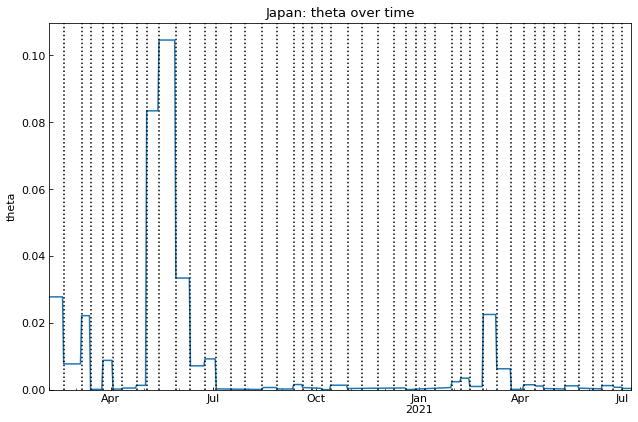 Japan: theta over time
0.10
0.08
0.06
0.04
0.02
0.00
theta
Apr
Jul
Oct
Jan
2021
Apr
Jul